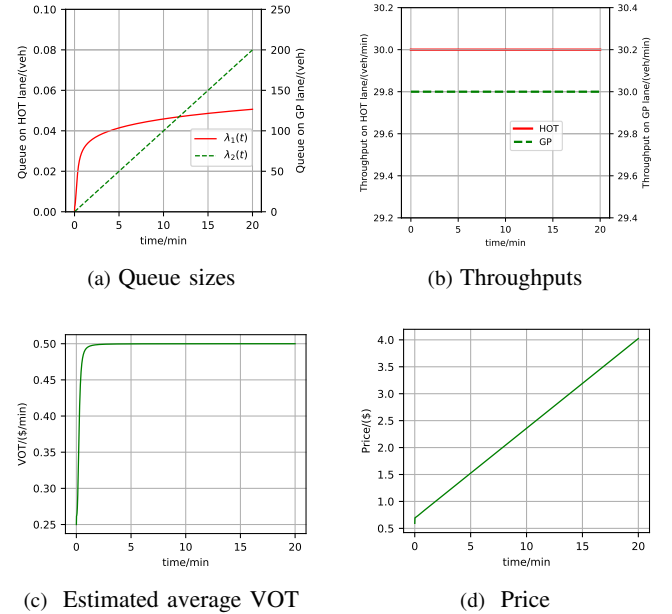 0.10
0.08
0.06
0.04
0.02
0.00
Queue on HOT lane/(veh)
250
200
150
100
50
0
Queue on GP lane/(veh)
λ₁(t)
λ₂(t)
0 5 10 15 20
time/min
(a) Queue sizes
30.2
30.0
29.8
29.6
29.4
29.2
Throughput on HOT lane/(veh/min)
30.4
30.2
30.0
29.8
29.6
29.4
Throughput on GP lane/(veh/min)
HOT
GP
0 5 10 15 20
time/min
(b) Throughputs
0.50
0.45
0.40
0.35
0.30
0.25
VOT/($/min)
0 5 10 15 20
time/min
(c) Estimated average VOT
4.0
3.5
3.0
2.5
2.0
1.5
1.0
0.5
Price/($)
0 5 10 15 20
time/min
(d) Price